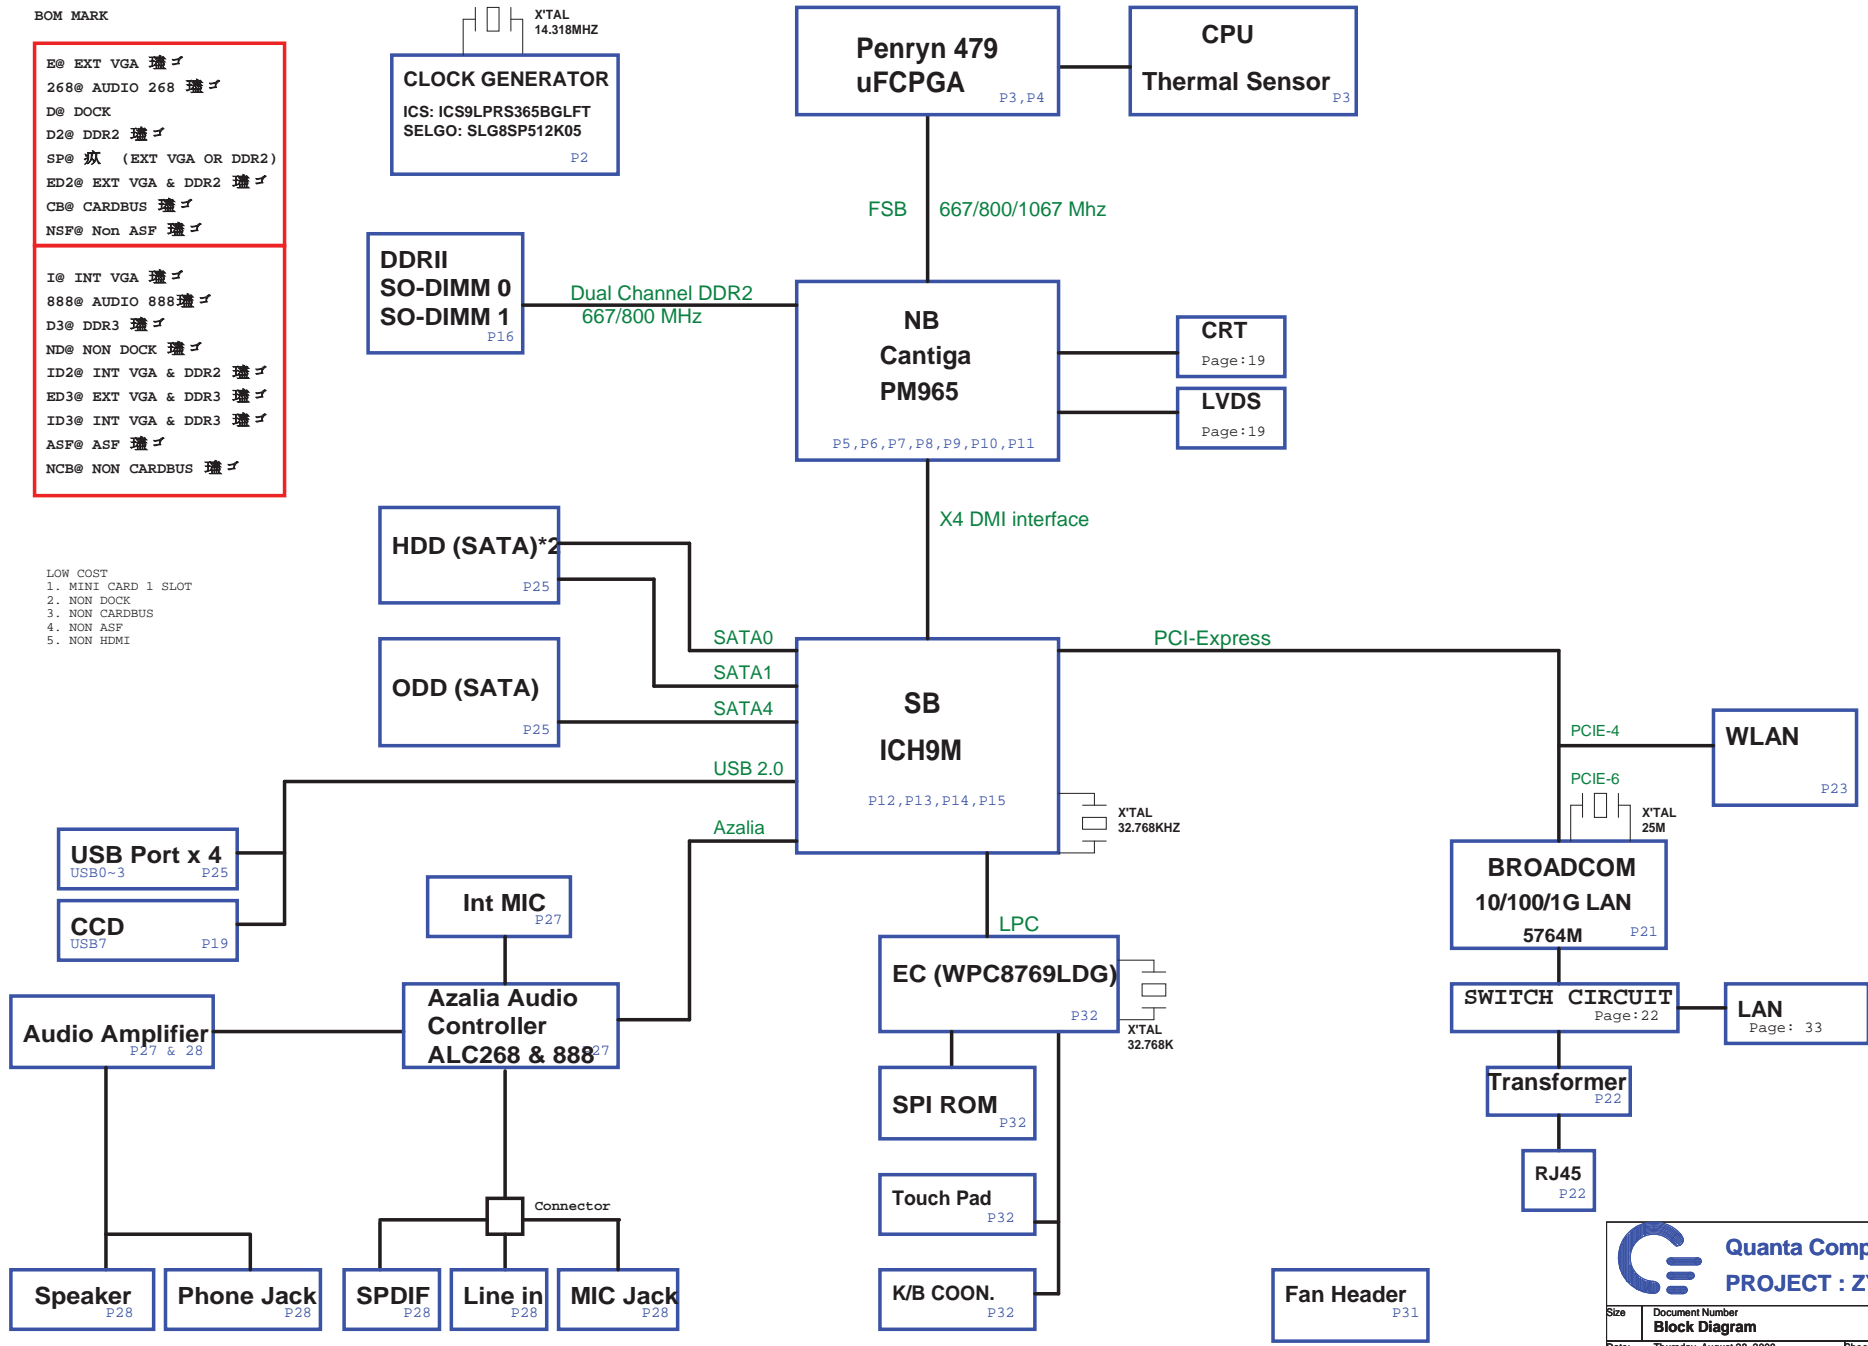 BOM MARK
E@ EXT VGA
268@ AUDIO 268
D@ DOCK
D2@ DDR2
SP@ (EXT VGA OR DDR2)
ED2@ EXT VGA & DDR2
CB@ CARDBUS
NSF@ Non ASF
I@ INT VGA
888@ AUDIO 888
D3@ DDR3
ND@ NON DOCK
ID2@ INT VGA & DDR2
ED3@ EXT VGA & DDR3
ID3@ INT VGA & DDR3
ASF@ ASF
NCB@ NON CARDBUS
LOW COST
1. MINI CARD 1 SLOT
2. NON DOCK
3. NON CARDBUS
4. NON ASF
5. NON HDMI
X'TAL
14.318MHZ
CLOCK GENERATOR
ICS: ICS9LPRS365BGLFT
SELGO: SLG8SP512K05
P2
Penryn 479
uFCPGA
P3,P4
CPU
Thermal Sensor
P3
FSB 667/800/1067 Mhz
DDRII
SO-DIMM 0
SO-DIMM 1
P16
Dual Channel DDR2
667/800 MHz
NB
Cantiga
PM965
P5,P6,P7,P8,P9,P10,P11
CRT
Page:19
LVDS
Page:19
X4 DMI interface
HDD (SATA)*2
P25
ODD (SATA)
P25
SATA0
SATA1
SATA4
USB 2.0
Azalia
SB
ICH9M
P12,P13,P14,P15
X'TAL
32.768KHZ
PCI-Express
PCIE-4
WLAN
P23
PCIE-6
X'TAL
25M
BROADCOM
10/100/1G LAN
5764M
P21
SWITCH CIRCUIT
Page:22
LAN
Page: 33
Transformer
P22
RJ45
P22
USB Port x 4
USB0~3 P25
CCD
USB7 P19
Int MIC
P27
Azalia Audio
Controller
ALC268 & 888
27
Audio Amplifier
P27 & 28
LPC
EC (WPC8769LDG)
P32
X'TAL
32.768K
SPI ROM
P32
Touch Pad
P32
K/B COON.
P32
Connector
Speaker
P28
Phone Jack
P28
SPDIF
P28
Line in
P28
MIC Jack
P28
Fan Header
P31
Quanta Comp
PROJECT : Z
Size Document Number
Block Diagram